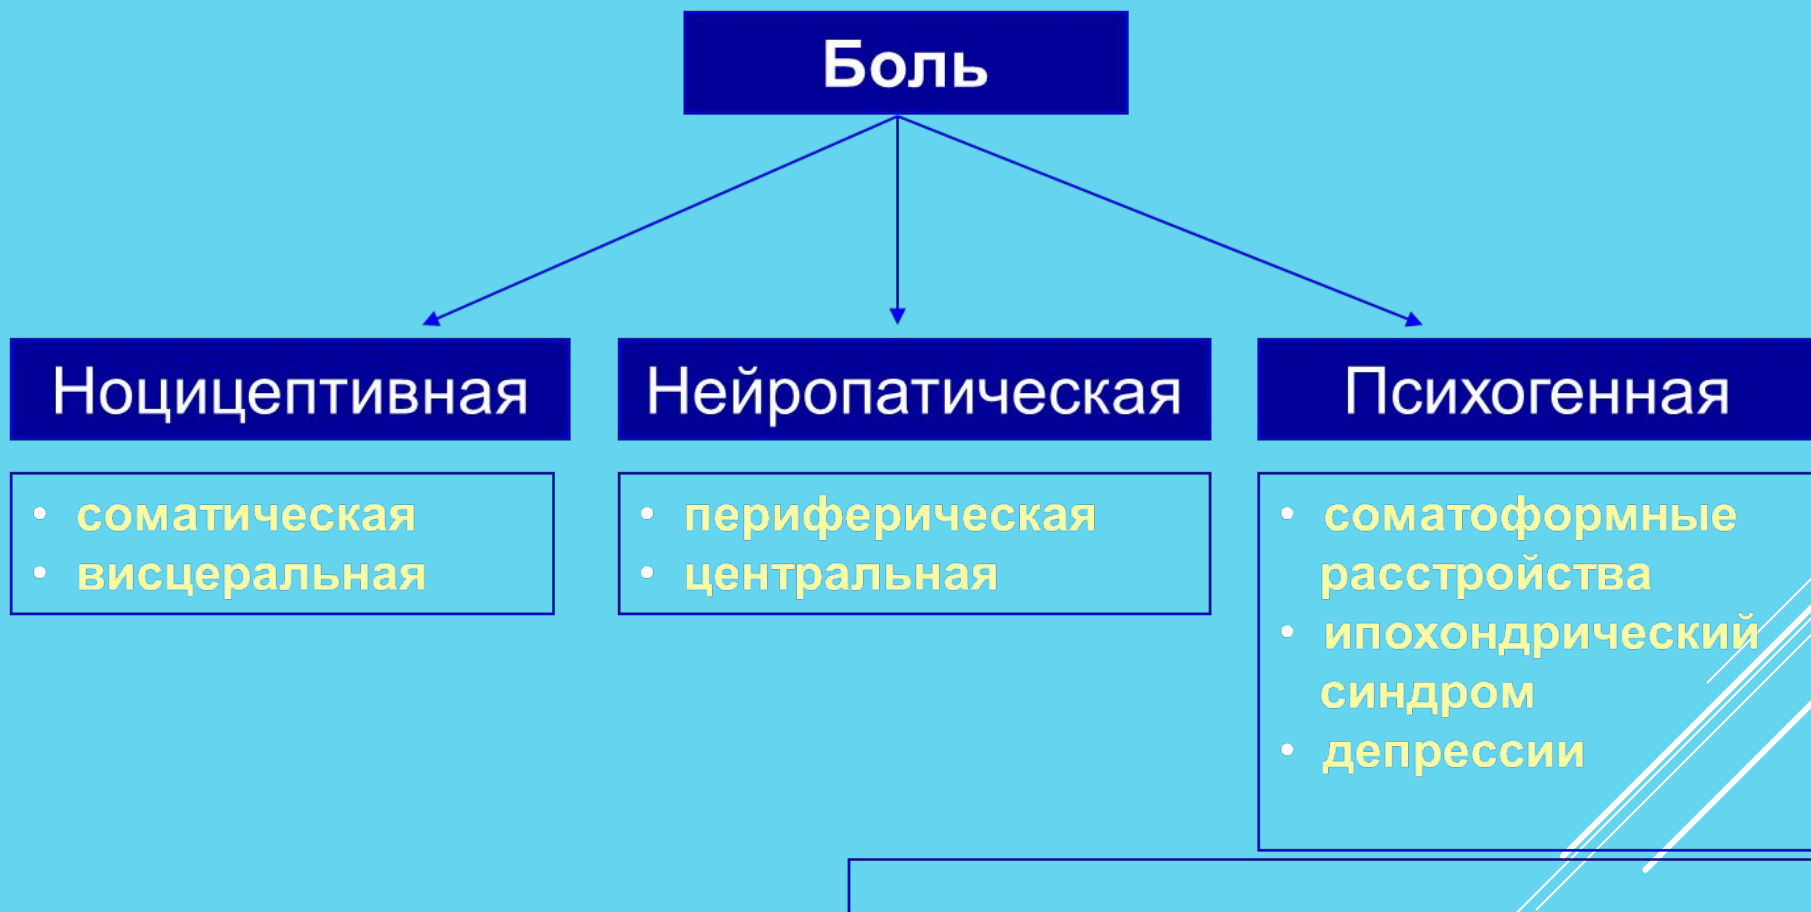 Боль
Ноцицептивная
Нейропатическая
Психогенная
• соматическая
• висцеральная
• периферическая
• центральная
• соматоформные
расстройства
• ипохондрический
синдром
• депрессии